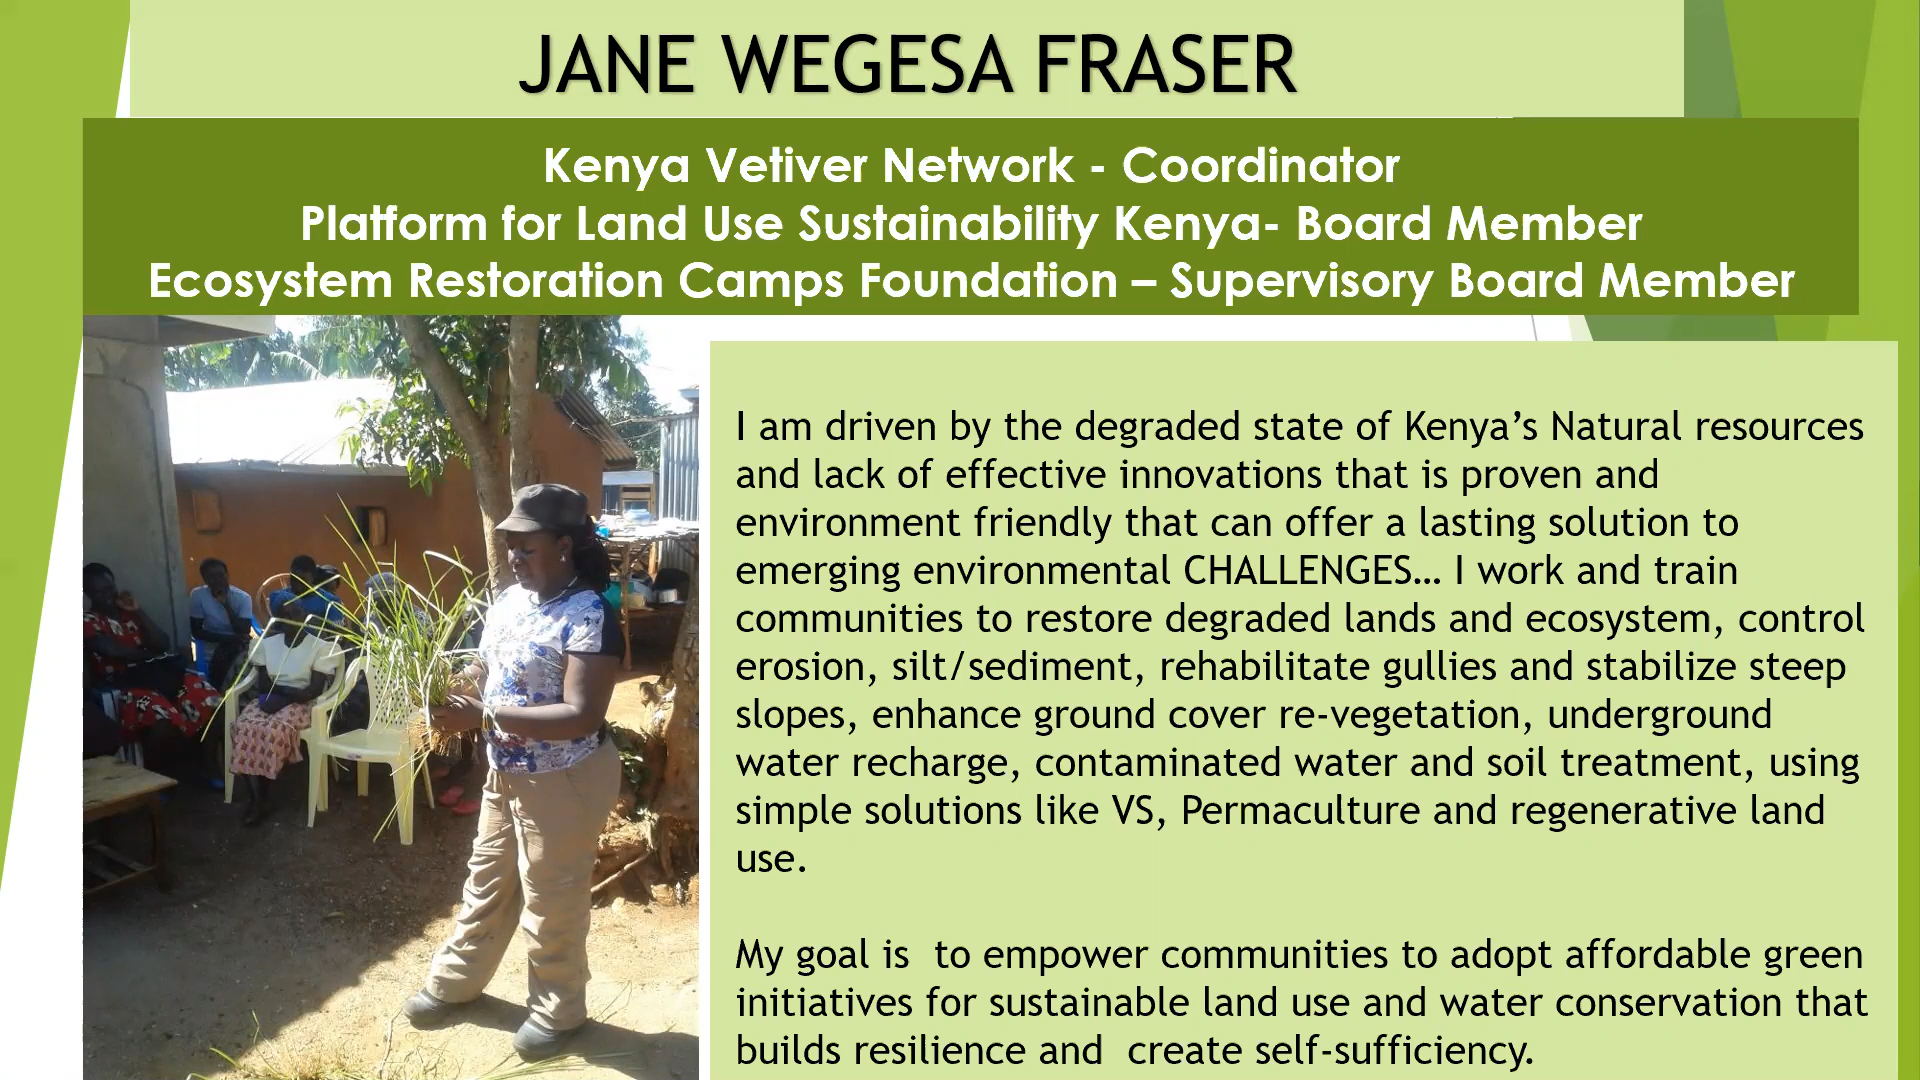 JANE WEGESA FRASER
Kenya Vetiver Network - Coordinator
Platform for Land Use Sustainability Kenya- Board Member
Ecosystem Restoration Camps Foundation – Supervisory Board Member
I am driven by the degraded state of Kenya’s Natural resources
and lack of effective innovations that is proven and
environment friendly that can offer a lasting solution to
emerging environmental CHALLENGES… I work and train
communities to restore degraded lands and ecosystem, control
erosion, silt/sediment, rehabilitate gullies and stabilize steep
slopes, enhance ground cover re-vegetation, underground
water recharge, contaminated water and soil treatment, using
simple solutions like VS, Permaculture and regenerative land
use.
My goal is  to empower communities to adopt affordable green
initiatives for sustainable land use and water conservation that
builds resilience and  create self-sufficiency.